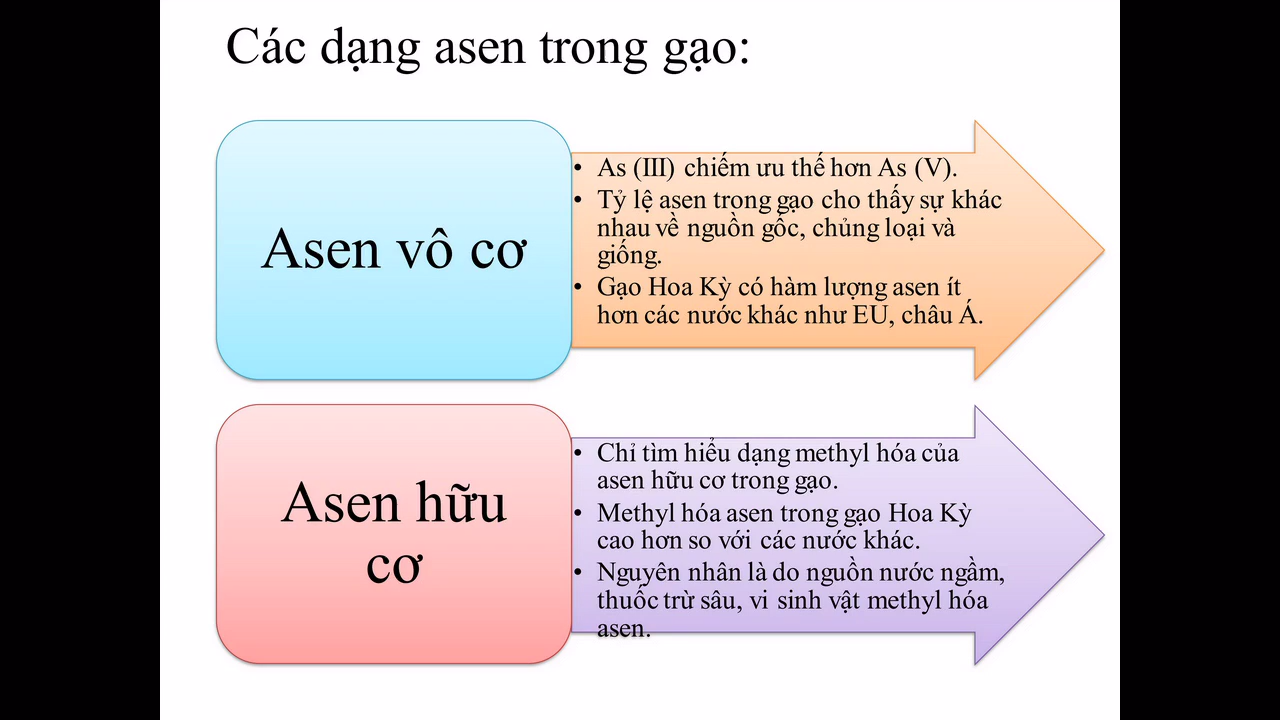 Các dạng asen trong gạo:
Asen vô cơ
• As (III) chiếm ưu thế hơn As (V).
• Tỷ lệ asen trong gạo cho thấy sự khác
nhau về nguồn gốc, chủng loại và
giống.
• Gạo Hoa Kỳ có hàm lượng asen ít
hơn các nước khác như EU, châu Á.
Asen hữu
cơ
• Chỉ tìm hiểu dạng methyl hóa của
asen hữu cơ trong gạo.
• Methyl hóa asen trong gạo Hoa Kỳ
cao hơn so với các nước khác.
• Nguyên nhân là do nguồn nước ngầm,
thuốc trừ sâu, vi sinh vật methyl hóa
asen.